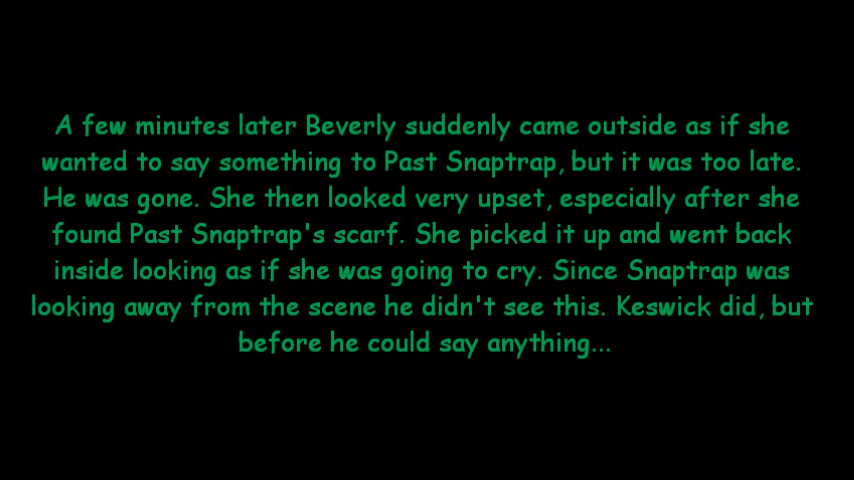 A few minutes later Beverly suddenly came outside as if she
wanted to say something to Past Snaptrap, but it was too late.
He was gone. She then looked very upset, especially after she
found Past Snaptrap's scarf. She picked it up and went back
inside looking as if she was going to cry. Since Snaptrap was
looking away from the scene he didn't see this. Keswick did, but
before he could say anything...